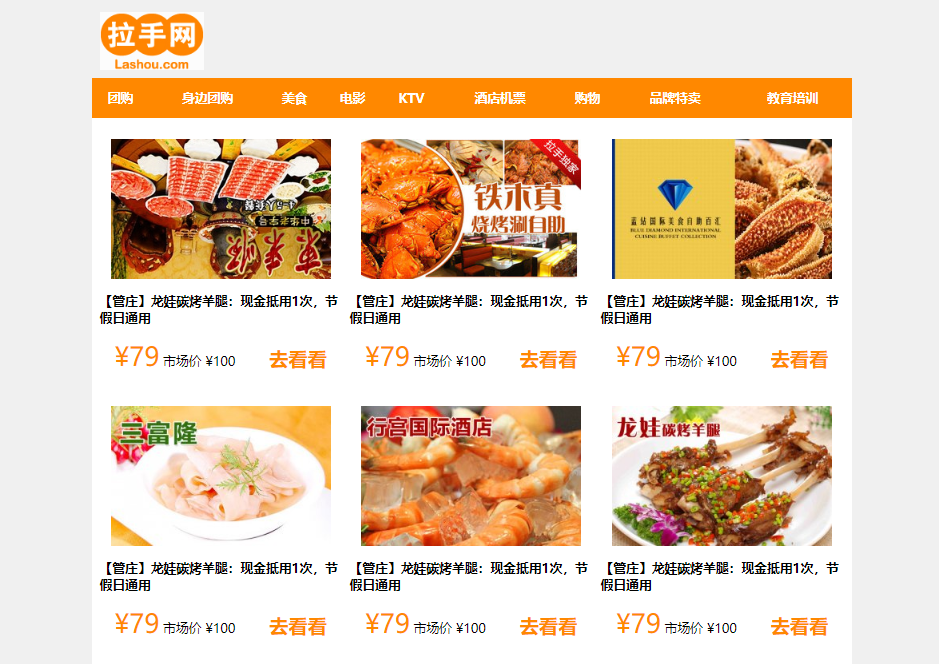 拉手网
Lashou.com
团购 身边团购 美食 电影 KTV 酒店机票 购物 品牌特卖 教育培训
拉手独家
铁木真
烧烤涮自助
蓝钻国际美食自助百汇
BLUE DIAMOND INTERNATIONAL
CUISINE BUFFET COLLECTION
【管庄】龙娃碳烤羊腿：现金抵用1次，节
假日通用
¥79 市场价 ¥100 去看看
【管庄】龙娃碳烤羊腿：现金抵用1次，节
假日通用
¥79 市场价 ¥100 去看看
【管庄】龙娃碳烤羊腿：现金抵用1次，节
假日通用
¥79 市场价 ¥100 去看看
三富隆
行宫国际酒店
龙娃碳烤羊腿
【管庄】龙娃碳烤羊腿：现金抵用1次，节
假日通用
¥79 市场价 ¥100 去看看
【管庄】龙娃碳烤羊腿：现金抵用1次，节
假日通用
¥79 市场价 ¥100 去看看
【管庄】龙娃碳烤羊腿：现金抵用1次，节
假日通用
¥79 市场价 ¥100 去看看